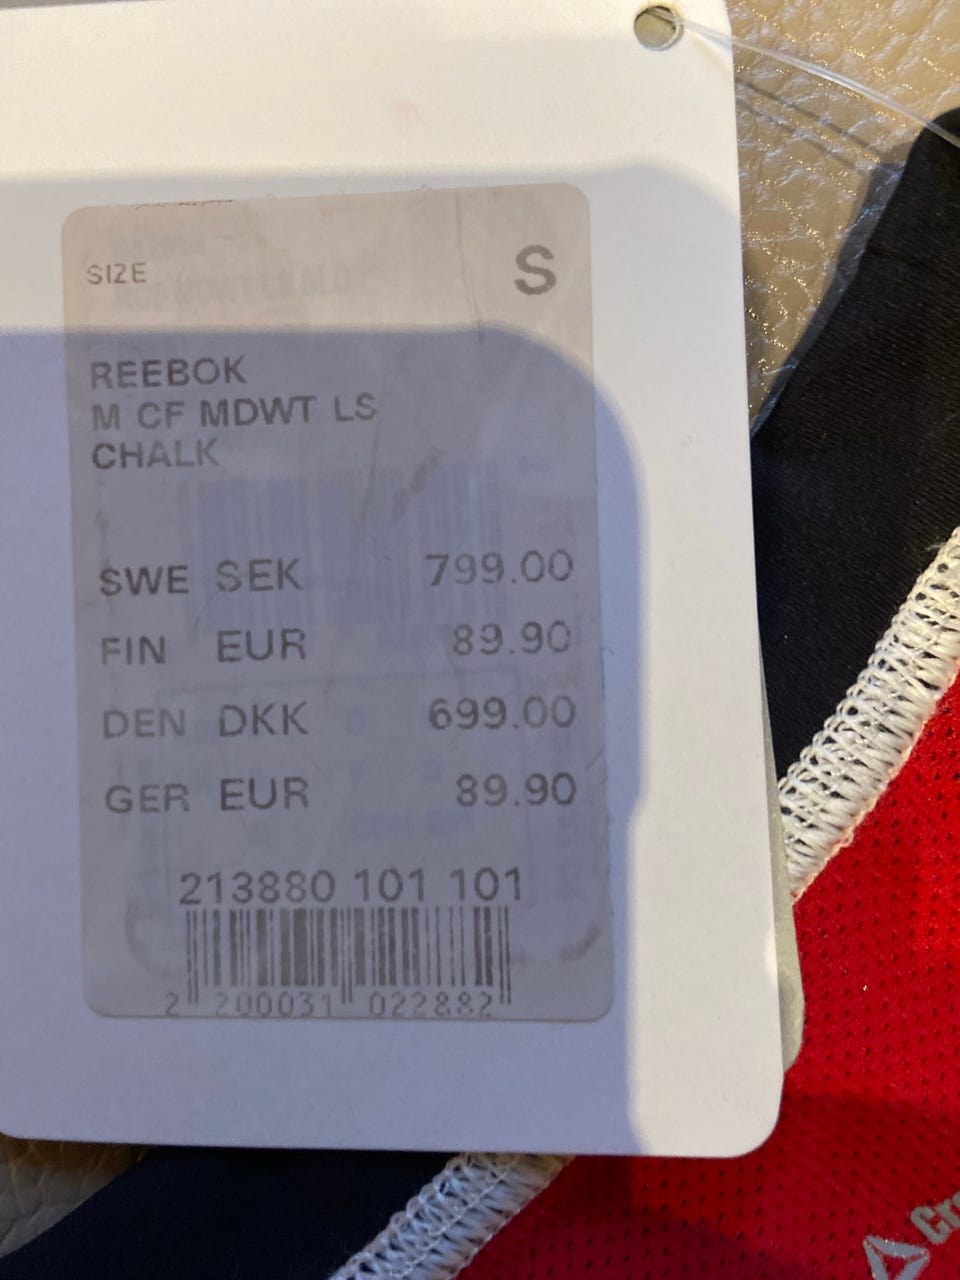 SIZE S
REEBOK
M CF MDWT LS
CHALK
SWE SEK 799.00
FIN EUR 89.90
DEN DKK 699.00
GER EUR 89.90
213880 101 101
2 200031 022882